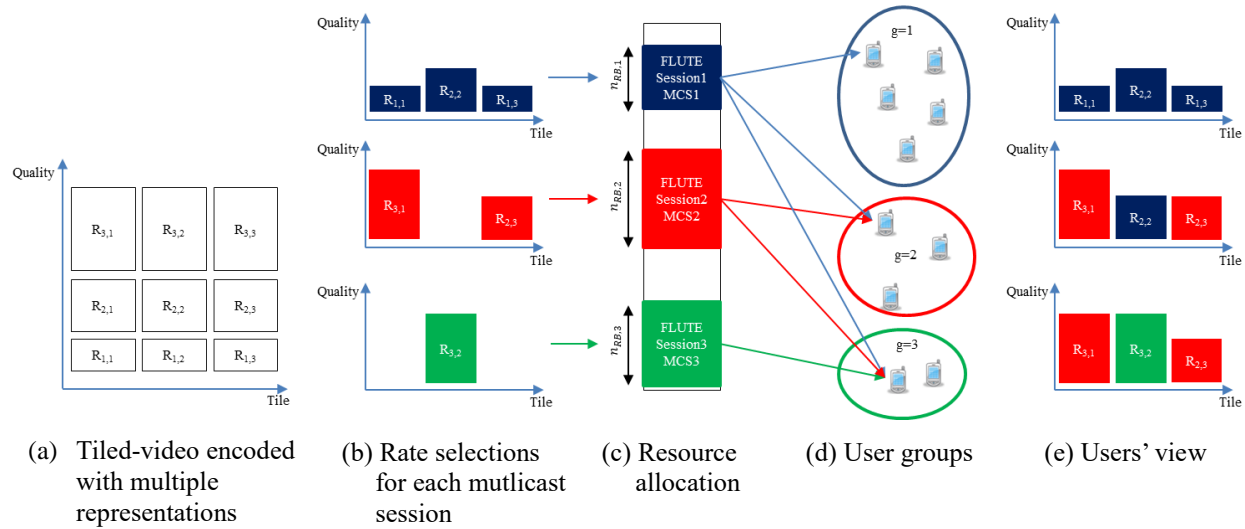 Quality
R3,1
R3,2
R3,3
R2,1
R2,2
R2,3
R1,1
R1,2
R1,3
Tile
(a) Tiled-video encoded
with multiple
representations
Quality
R1,1
R2,2
R1,3
Tile
Quality
R3,1
R2,3
Tile
Quality
R3,2
Tile
(b) Rate selections
for each mutlicast
session
nRB,1
FLUTE
Session1
MCS1
nRB,2
FLUTE
Session2
MCS2
nRB,3
FLUTE
Session3
MCS3
(c) Resource
allocation
g=1
g=2
g=3
(d) User groups
Quality
R1,1
R2,2
R1,3
Tile
Quality
R3,1
R2,2
R2,3
Tile
Quality
R3,1
R3,2
R2,3
Tile
(e) Users’ view